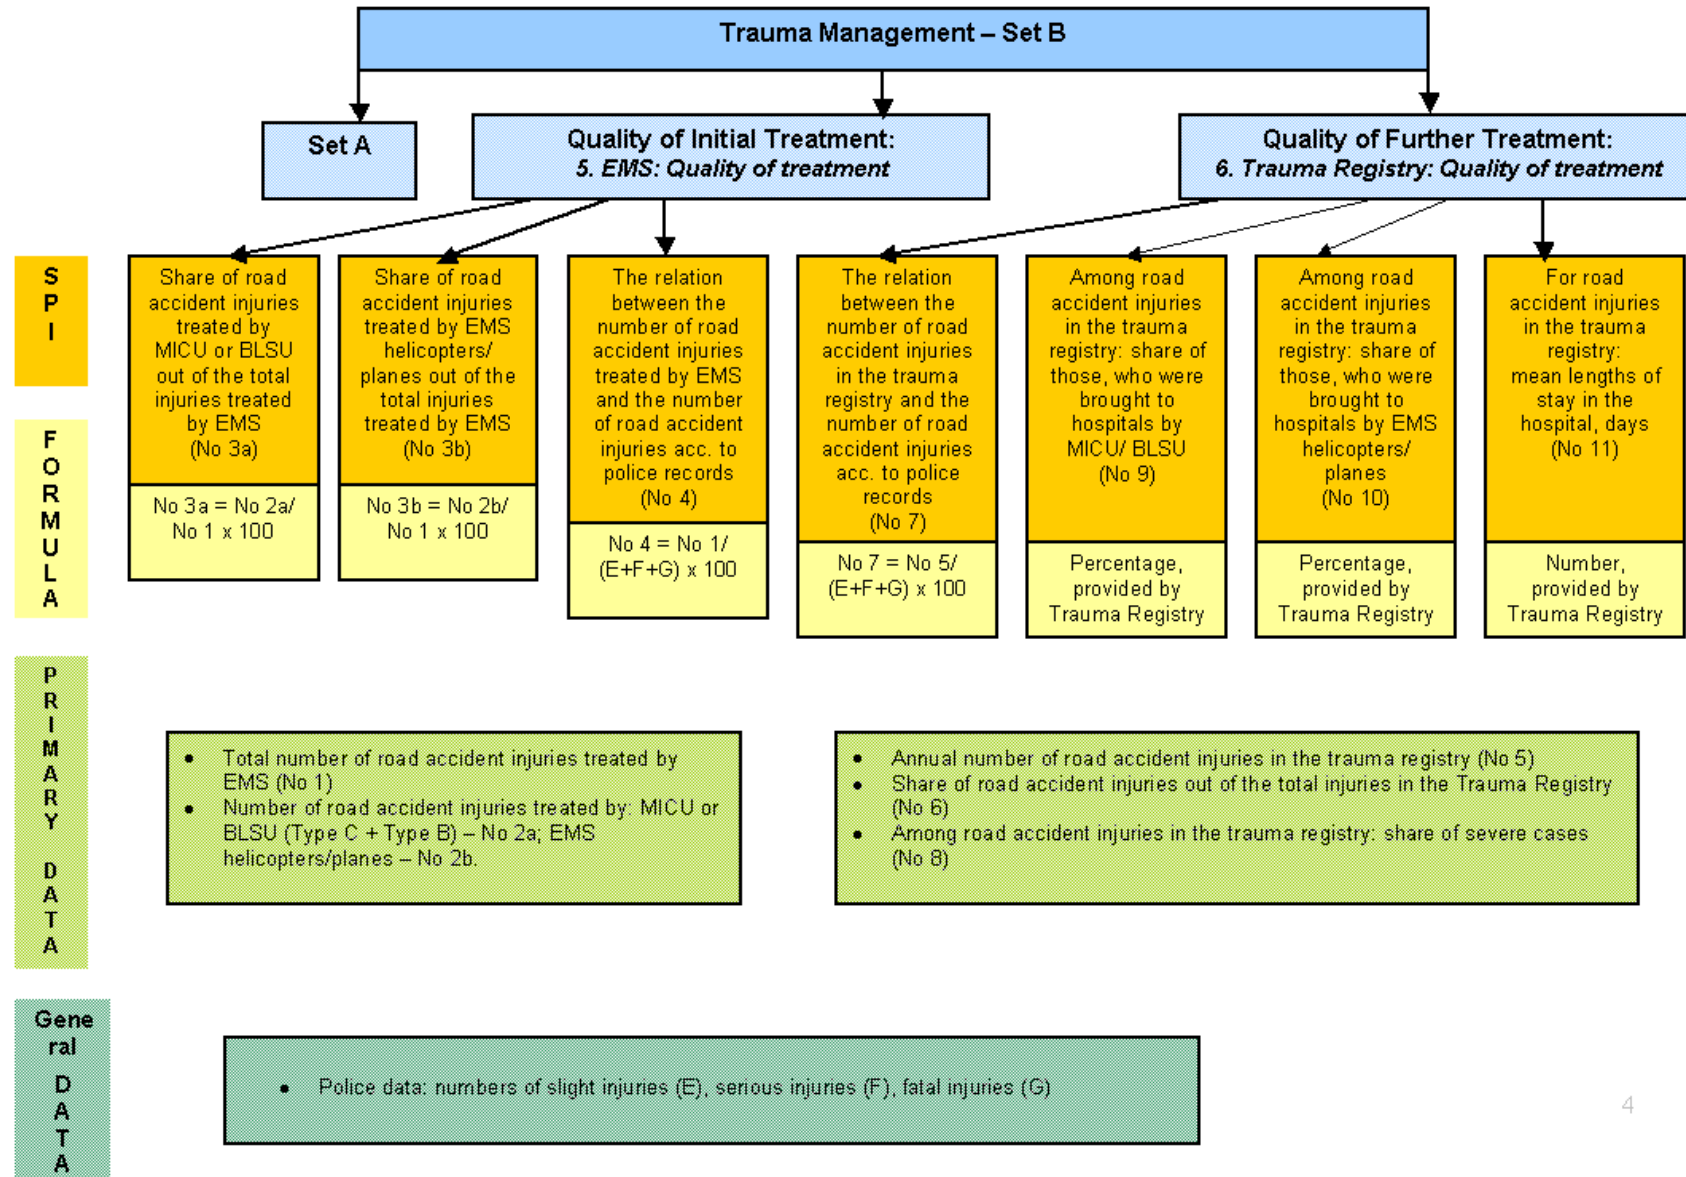 Trauma Management – Set B
Set A
Quality of Initial Treatment:
5. EMS: Quality of treatment
Quality of Further Treatment:
6. Trauma Registry: Quality of treatment
S
P
I
Share of road
accident injuries
treated by
MICU or BLSU
out of the total
injuries treated
by EMS
(No 3a)
Share of road
accident injuries
treated by EMS
helicopters/
planes out of the
total injuries
treated by EMS
(No 3b)
The relation
between the
number of road
accident injuries
treated by EMS
and the number
of road accident
injuries acc. to
police records
(No 4)
The relation
between the
number of road
accident injuries
in the trauma
registry and the
number of road
accident injuries
acc. to police
records
(No 7)
Among road
accident injuries
in the trauma
registry: share of
those, who were
brought to
hospitals by
MICU/ BLSU
(No 9)
Among road
accident injuries
in the trauma
registry: share of
those, who were
brought to
hospitals by EMS
helicopters/
planes
(No 10)
For road
accident injuries
in the trauma
registry:
mean lengths of
stay in the
hospital, days
(No 11)
F
O
R
M
U
L
A
No 3a = No 2a/
No 1 x 100
No 3b = No 2b/
No 1 x 100
No 4 = No 1/
(E+F+G) x 100
No 7 = No 5/
(E+F+G) x 100
Percentage,
provided by
Trauma Registry
Percentage,
provided by
Trauma Registry
Number,
provided by
Trauma Registry
P
R
I
M
A
R
Y
D
A
T
A
• Total number of road accident injuries treated by
EMS (No 1)
• Number of road accident injuries treated by: MICU or
BLSU (Type C + Type B) – No 2a; EMS
helicopters/planes – No 2b.
• Annual number of road accident injuries in the trauma registry (No 5)
• Share of road accident injuries out of the total injuries in the Trauma Registry
(No 6)
• Among road accident injuries in the trauma registry: share of severe cases
(No 8)
Gene
ral
D
A
T
A
• Police data: numbers of slight injuries (E), serious injuries (F), fatal injuries (G)
4